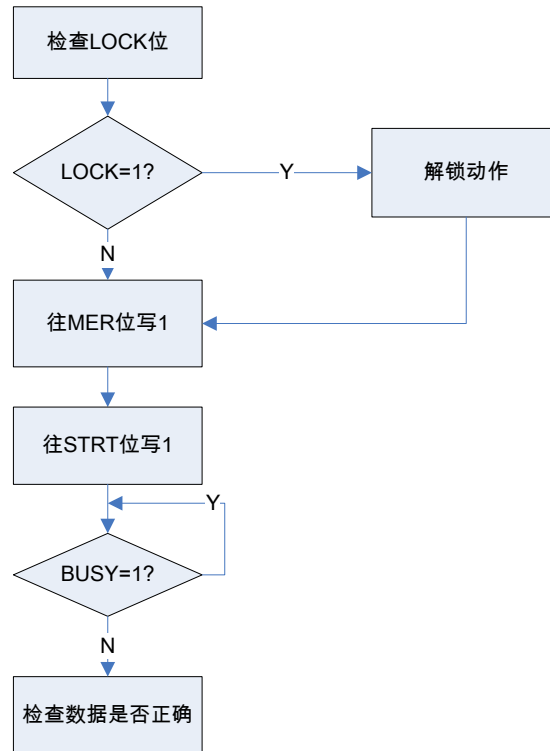 检查LOCK位
LOCK=1?
Y
解锁动作
N
往MER位写1
往STRT位写1
Y
BUSY=1?
N
检查数据是否正确